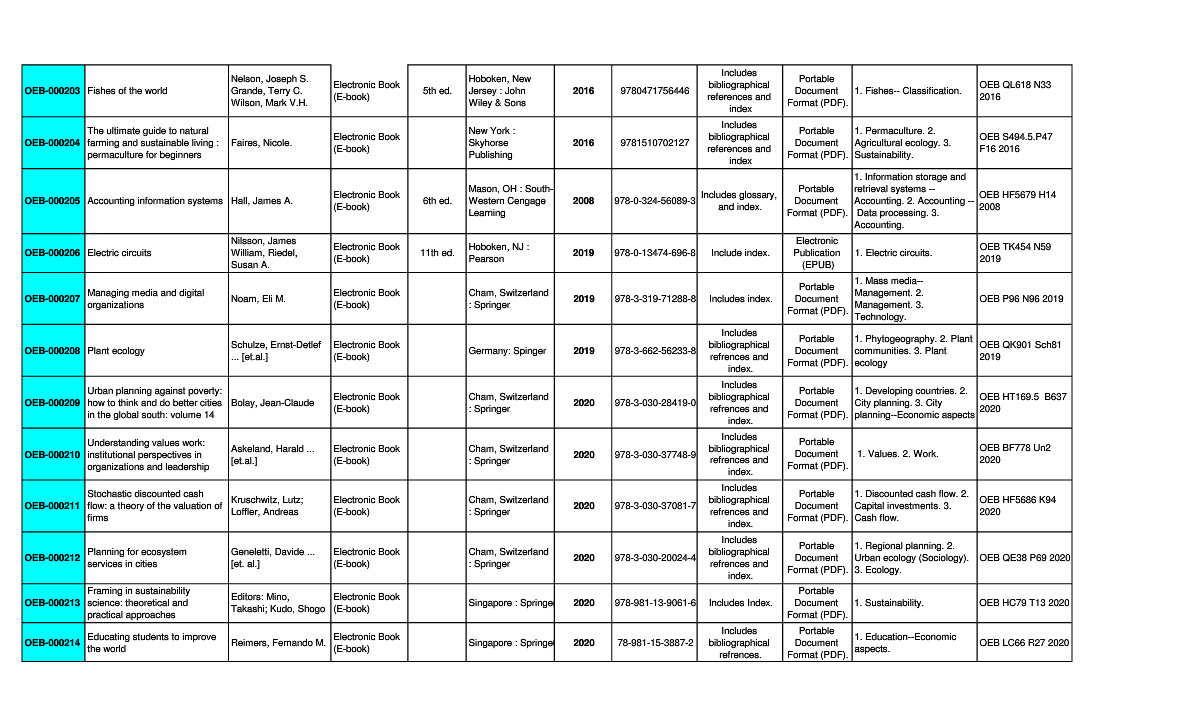 OEB-000203 Fishes of the world Nelson, Joseph S. Grande, Terry C. Wilson, Mark V.H. Electronic Book (E-book) 5th ed. Hoboken, New Jersey : John Wiley & Sons 2016 9780471756446 Includes bibliographical references and index Portable Document Format (PDF). 1. Fishes-- Classification. OEB QL618 N33 2016
OEB-000204 The ultimate guide to natural farming and sustainable living : permaculture for beginners Faires, Nicole. Electronic Book (E-book) New York : Skyhorse Publishing 2016 9781510702127 Includes bibliographical references and index Portable Document Format (PDF). 1. Permaculture. 2. Agricultural ecology. 3. Sustainability. OEB S494.5.P47 F16 2016
OEB-000205 Accounting information systems Hall, James A. Electronic Book (E-book) 6th ed. Mason, OH : South-Western Cengage Learning 2008 978-0-324-56089-3 Includes glossary, and index. Portable Document Format (PDF). 1. Information storage and retrieval systems -- Accounting. 2. Accounting -- Data processing. 3. Accounting. OEB HF5679 H14 2008
OEB-000206 Electric circuits Nilsson, James William, Riedel, Susan A. Electronic Book (E-book) 11th ed. Hoboken, NJ : Pearson 2019 978-0-13474-696-8 Include index. Electronic Publication (EPUB) 1. Electric circuits. OEB TK454 N59 2019
OEB-000207 Managing media and digital organizations Noam, Eli M. Electronic Book (E-book) Cham, Switzerland : Springer 2019 978-3-319-71288-8 Includes index. Portable Document Format (PDF). 1. Mass media-- Management. 2. Management. 3. Technology. OEB P96 N96 2019
OEB-000208 Plant ecology Schulze, Ernst-Detlef ... [et.al.] Electronic Book (E-book) Germany: Spinger 2019 978-3-662-56233-8 Includes bibliographical refrences and index. Portable Document Format (PDF). 1. Phytogeography. 2. Plant communities. 3. Plant ecology OEB QK901 Sch81 2019
OEB-000209 Urban planning against poverty: how to think and do better cities in the global south: volume 14 Bolay, Jean-Claude Electronic Book (E-book) Cham, Switzerland : Springer 2020 978-3-030-28419-0 Includes bibliographical refrences and index. Portable Document Format (PDF). 1. Developing countries. 2. City planning. 3. City planning--Economic aspects OEB HT169.5 B637 2020
OEB-000210 Understanding values work: institutional perspectives in organizations and leadership Askeland, Harald ... [et.al.] Electronic Book (E-book) Cham, Switzerland : Springer 2020 978-3-030-37748-9 Includes bibliographical refrences and index. Portable Document Format (PDF). 1. Values. 2. Work. OEB BF778 Un2 2020
OEB-000211 Stochastic discounted cash flow: a theory of the valuation of firms Kruschwitz, Lutz; Loffler, Andreas Electronic Book (E-book) Cham, Switzerland : Springer 2020 978-3-030-37081-7 Includes bibliographical refrences and index. Portable Document Format (PDF). 1. Discounted cash flow. 2. Capital investments. 3. Cash flow. OEB HF5686 K94 2020
OEB-000212 Planning for ecosystem services in cities Geneletti, Davide ... [et. al.] Electronic Book (E-book) Cham, Switzerland : Springer 2020 978-3-030-20024-4 Includes bibliographical refrences and index. Portable Document Format (PDF). 1. Regional planning. 2. Urban ecology (Sociology). 3. Ecology. OEB QE38 P69 2020
OEB-000213 Framing in sustainability science: theoretical and practical approaches Editors: Mino, Takashi; Kudo, Shogo Electronic Book (E-book) Singapore : Springe 2020 978-981-13-9061-6 Includes Index. Portable Document Format (PDF). 1. Sustainability. OEB HC79 T13 2020
OEB-000214 Educating students to improve the world Reimers, Fernando M. Electronic Book (E-book) Singapore : Springe 2020 78-981-15-3887-2 Includes bibliographical refrences. Portable Document Format (PDF). 1. Education--Economic aspects. OEB LC66 R27 2020